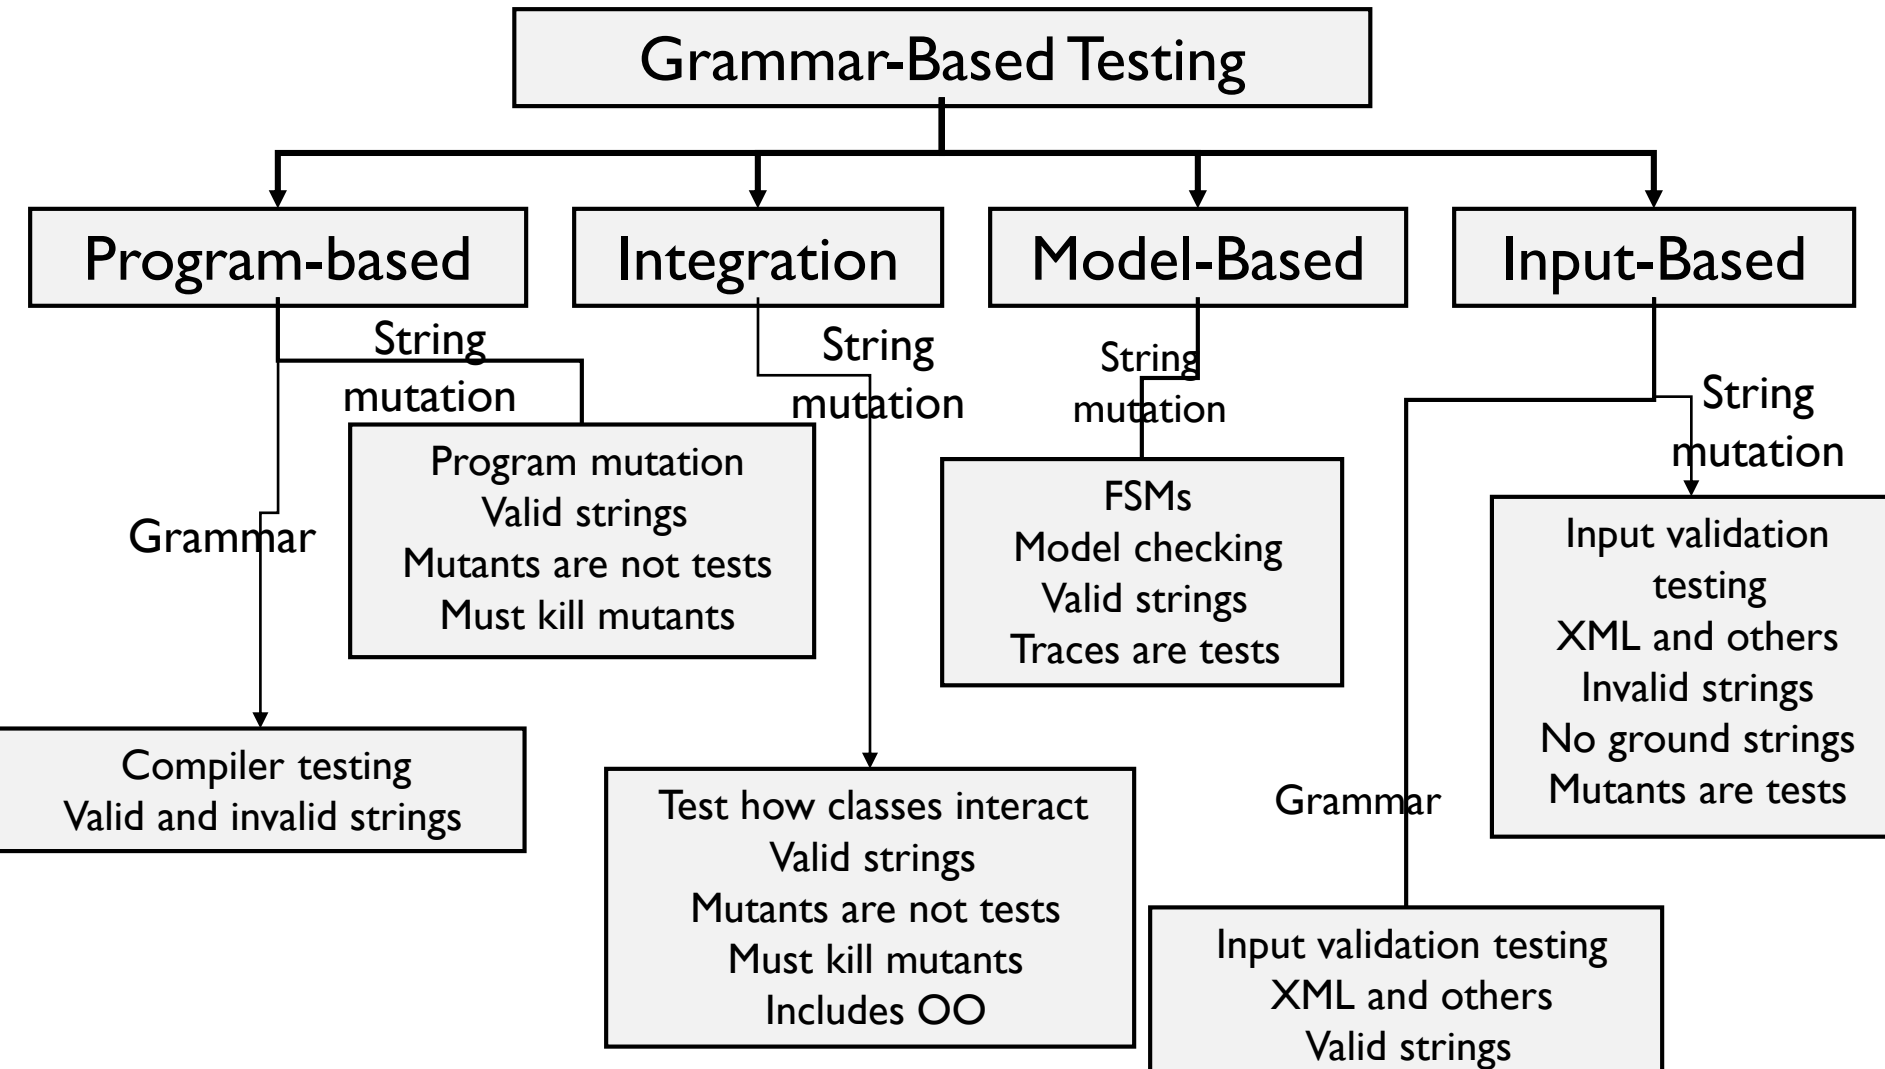 Grammar-Based Testing
Program-based
Integration
Model-Based
Input-Based
String
mutation
String
mutation
String
mutation
String
mutation
Grammar
Program mutation
Valid strings
Mutants are not tests
Must kill mutants
FSMs
Model checking
Valid strings
Traces are tests
Input validation
testing
XML and others
Invalid strings
No ground strings
Mutants are tests
Compiler testing
Valid and invalid strings
Test how classes interact
Valid strings
Mutants are not tests
Must kill mutants
Includes OO
Grammar
Input validation testing
XML and others
Valid strings